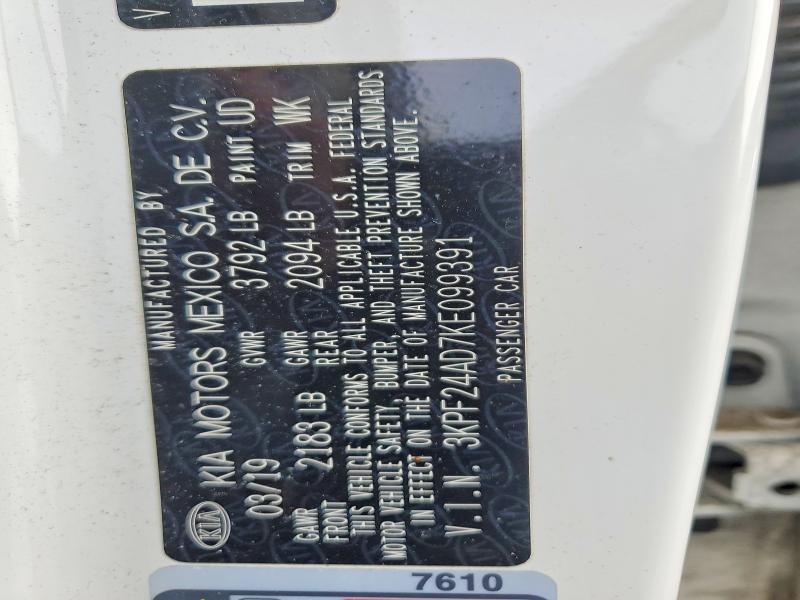 V
MANUFACTURED BY
KIA KIA MOTORS MEXICO S.A. DE C.V.
03/19 GVWR 3792 LB PAINT UD
GAWR FRONT 2183 LB GAWR REAR 2094 LB TRIM WK
THIS VEHICLE CONFORMS TO ALL APPLICABLE U.S.A. FEDERAL
MOTOR VEHICLE SAFETY, BUMPER, AND THEFT PREVENTION STANDARDS
IN EFFECT ON THE DATE OF MANUFACTURE SHOWN ABOVE.
V.I.N. 3KPF24AD7KE099391
PASSENGER CAR
7610